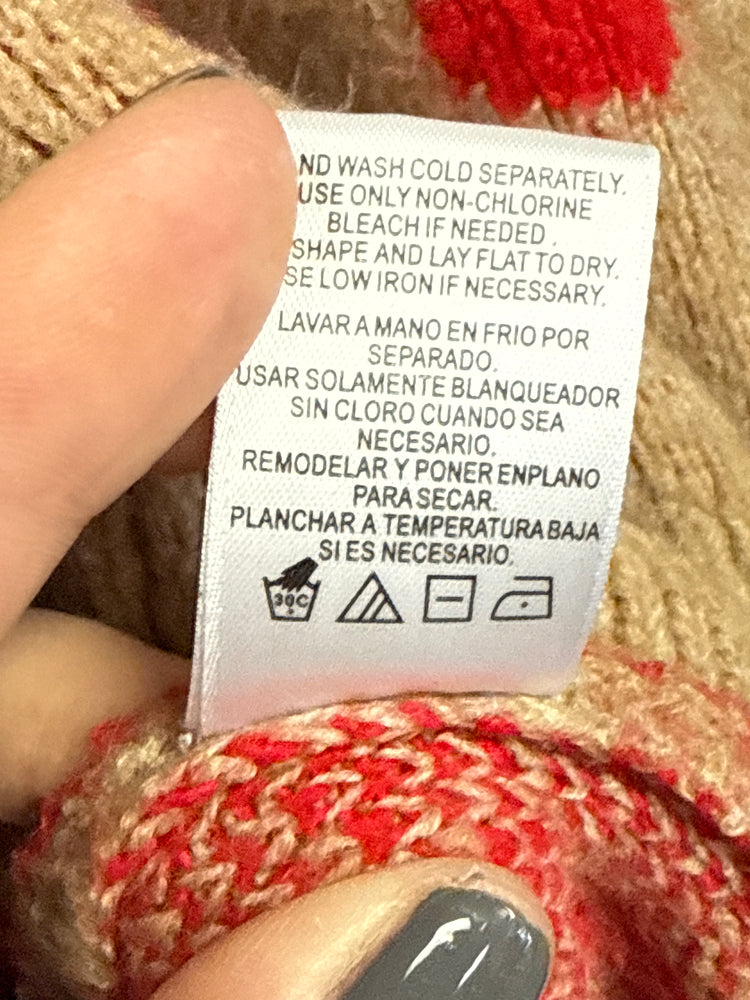 ND WASH COLD SEPARATELY.
USE ONLY NON-CHLORINE
BLEACH IF NEEDED.
SHAPE AND LAY FLAT TO DRY.
SE LOW IRON IF NECESSARY.
LAVAR A MANO EN FRIO POR
SEPARADO.
USAR SOLAMENTE BLANQUEADOR
SIN CLORO CUANDO SEA
NECESARIO.
REMODELAR Y PONER ENPLANO
PARA SECAR.
PLANCHAR A TEMPERATURA BAJA
SI ES NECESARIO.
30C